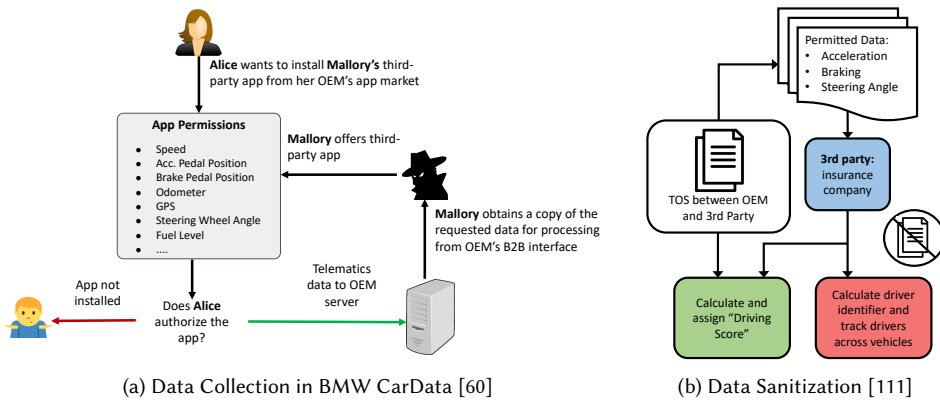 Alice wants to install Mallory's third-
party app from her OEM's app market
App Permissions
• Speed
• Acc. Pedal Position
• Brake Pedal Position
• Odometer
• GPS
• Steering Wheel Angle
• Fuel Level
• ....
Mallory offers third-
party app
Mallory obtains a copy of the
requested data for processing
from OEM's B2B interface
Telematics
data to OEM
server
App not
installed
Does Alice
authorize the
app?
(a) Data Collection in BMW CarData [60]
Permitted Data:
• Acceleration
• Braking
• Steering Angle
TOS between OEM
and 3rd Party
3rd party:
insurance
company
Calculate and
assign “Driving
Score”
Calculate driver
identifier and
track drivers
across vehicles
(b) Data Sanitization [111]